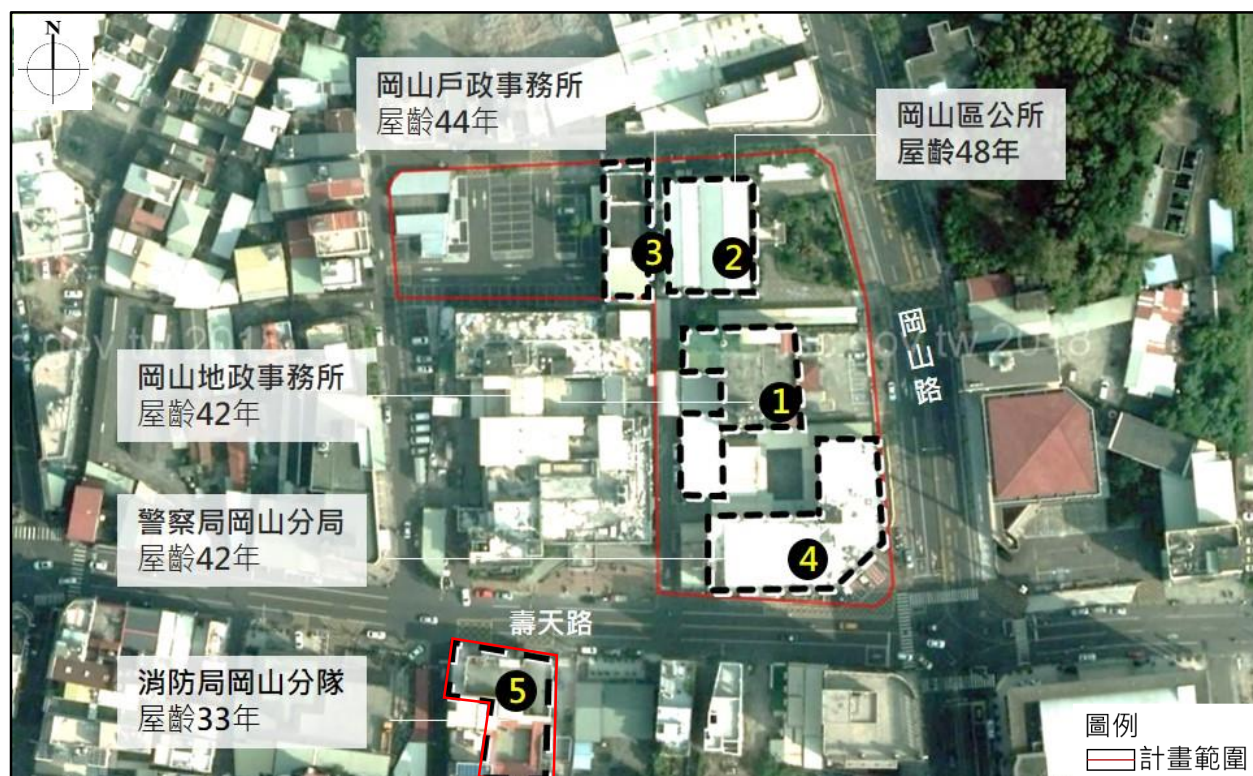 N
岡山戶政事務所
屋齡44年
岡山區公所
屋齡48年
3
2
岡山路
岡山地政事務所
屋齡42年
1
警察局岡山分局
屋齡42年
4
壽天路
消防局岡山分隊
屋齡33年
5
圖例
計畫範圍